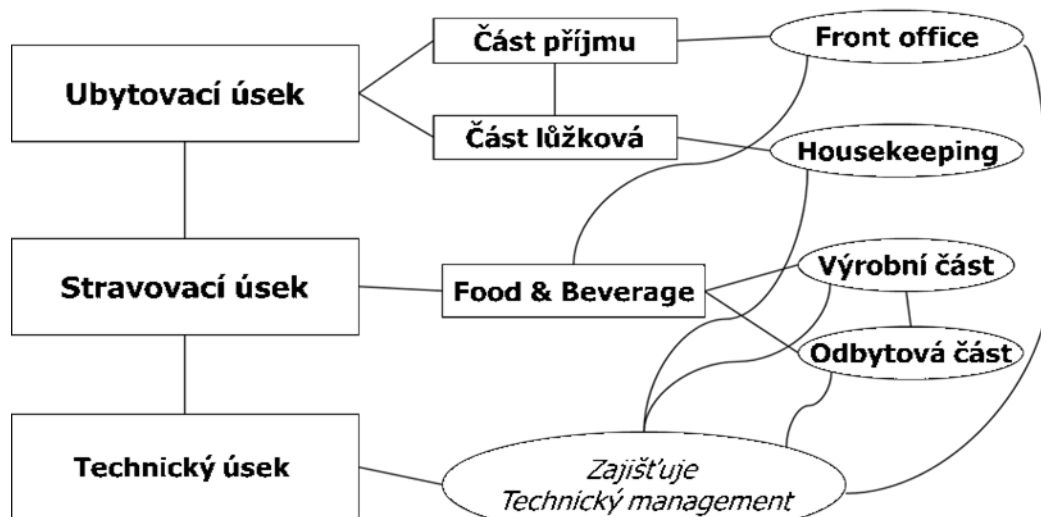 Ubytovací úsek
Část příjmu
Front office
Část lůžková
Housekeeping
Stravovací úsek
Food & Beverage
Výrobní část
Odbytová část
Technický úsek
Zajišťuje
Technický management